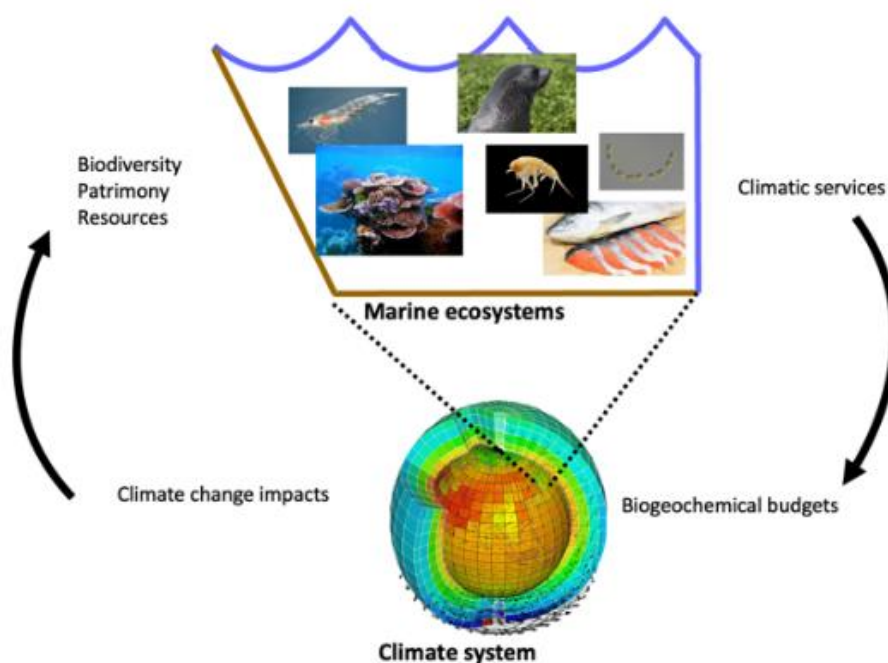 Biodiversity
Patrimony
Resources
Climatic services
Marine ecosystems
Climate change impacts
Biogeochemical budgets
Climate system